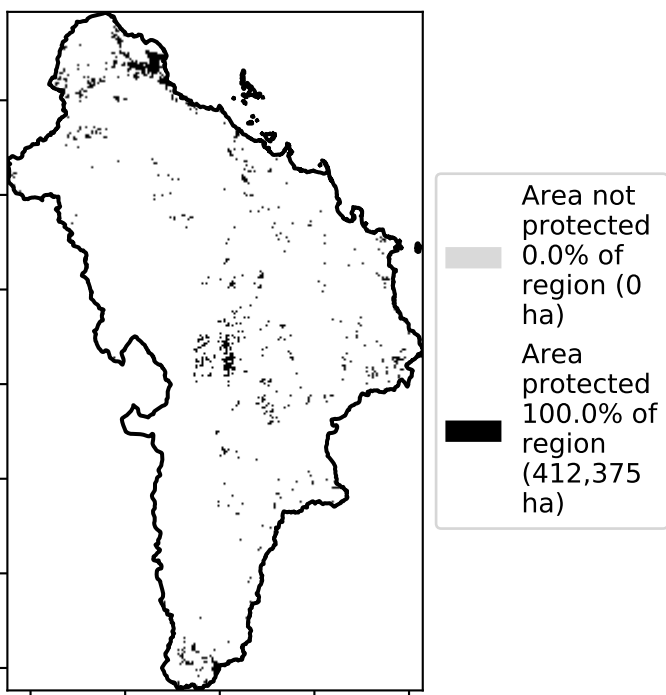 Area not
protected
0.0% of
region (0
ha)
Area
protected
100.0% of
region
(412,375
ha)